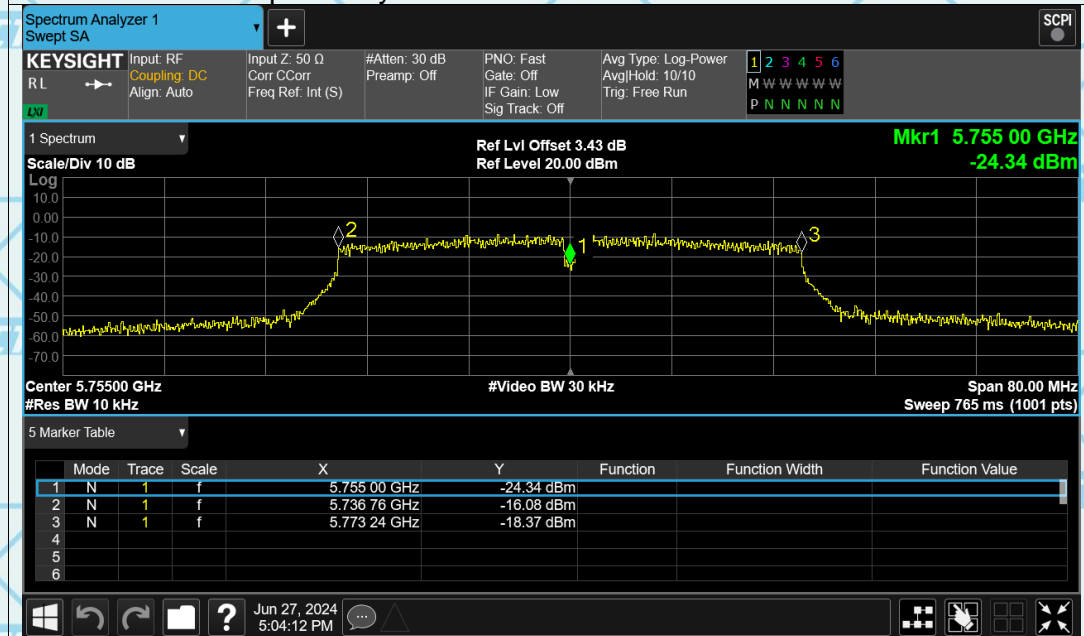 Spectrum Analyzer 1
Swept SA
+
SCPI
KEYSIGHT Input: RF Input Z: 50 Ω #Atten: 30 dB PNO: Fast Avg Type: Log-Power 1 2 3 4 5 6
RL Coupling: DC Corr CCorr Preamp: Off Gate: Off Avg|Hold: 10/10 M W W W W W
Align: Auto Freq Ref: Int (S) IF Gain: Low Trig: Free Run
LXI Sig Track: Off P N N N N N
1 Spectrum
Ref Lvl Offset 3.43 dB Mkr1 5.755 00 GHz
Scale/Div 10 dB Ref Level 20.00 dBm -24.34 dBm
Log
10.0
0.00
-10.0
-20.0
-30.0
-40.0
-50.0
-60.0
-70.0
2
1
3
Center 5.75500 GHz #Video BW 30 kHz Span 80.00 MHz
#Res BW 10 kHz Sweep 765 ms (1001 pts)
5 Marker Table
Mode Trace Scale X Y Function Function Width Function Value
1 N 1 f 5.755 00 GHz -24.34 dBm
2 N 1 f 5.736 76 GHz -16.08 dBm
3 N 1 f 5.773 24 GHz -18.37 dBm
4
5
6
? Jun 27, 2024
5:04:12 PM